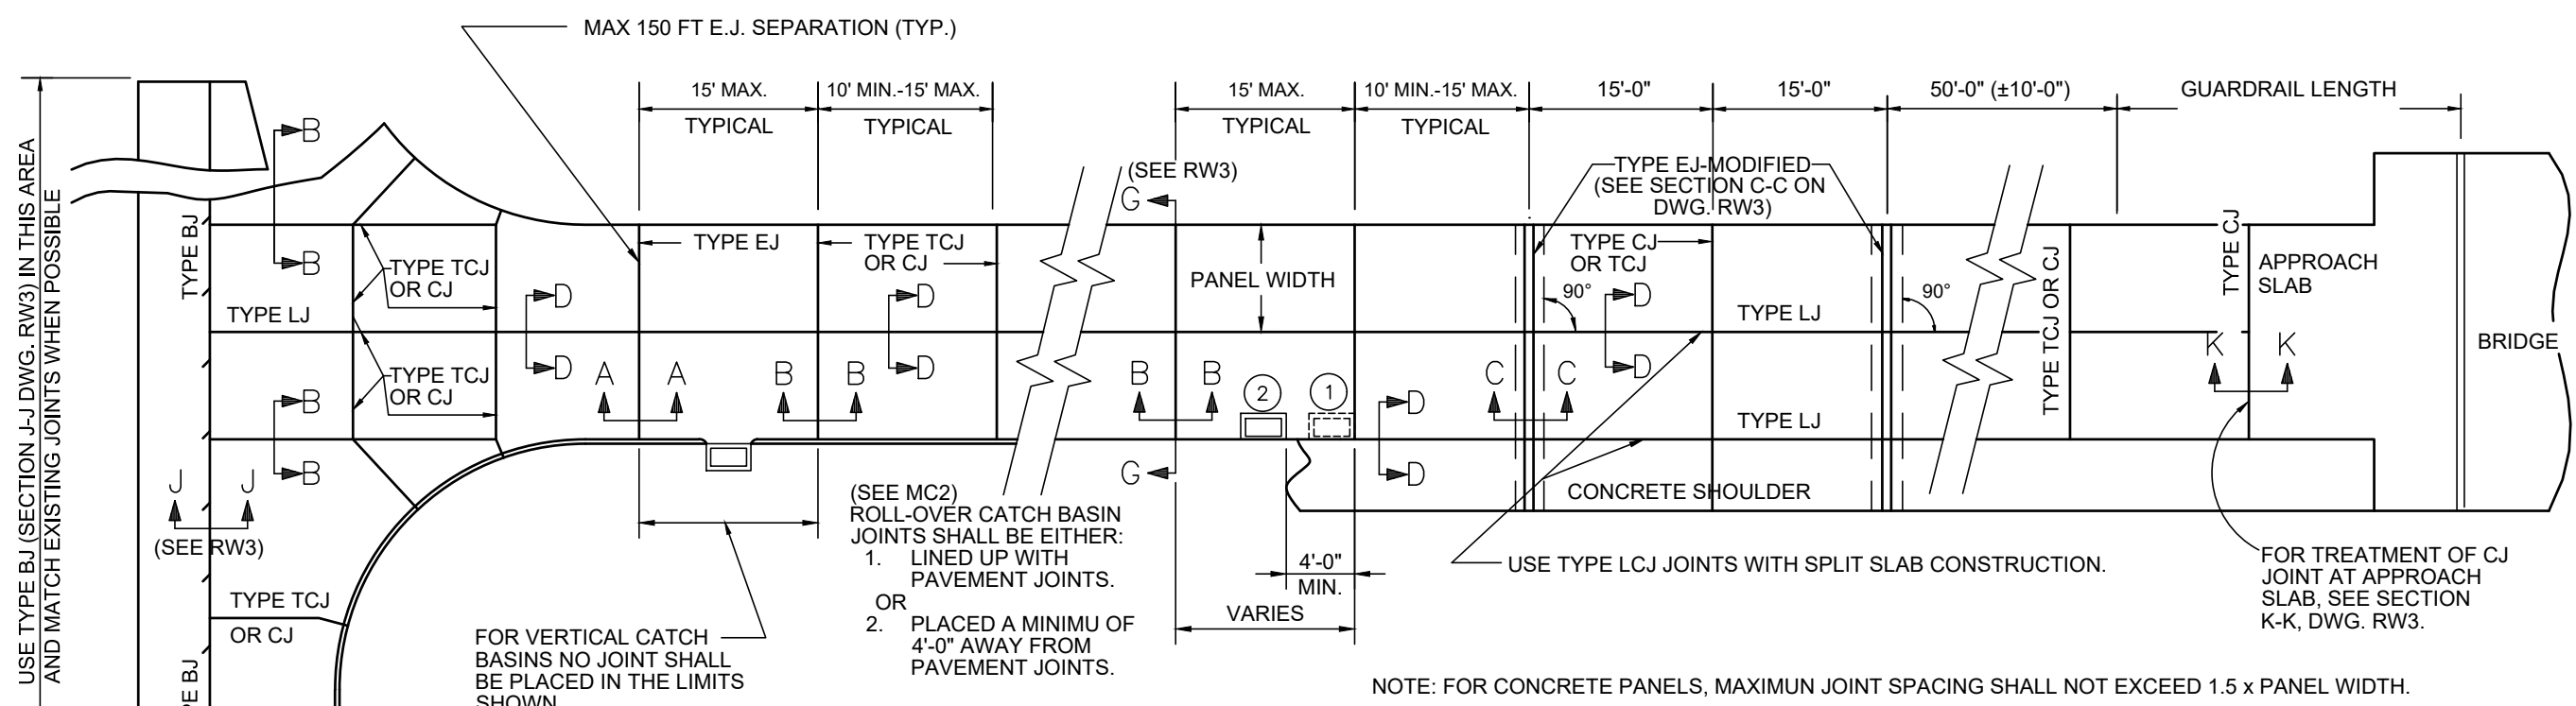 MAX 150 FT E.J. SEPARATION (TYP.)
15' MAX.
TYPICAL
10' MIN.-15' MAX.
TYPICAL
15' MAX.
TYPICAL
10' MIN.-15' MAX.
TYPICAL
15'-0"
15'-0"
50'-0" (±10'-0")
GUARDRAIL LENGTH
USE TYPE BJ (SECTION J-J DWG. RW3) IN THIS AREA
AND MATCH EXISTING JOINTS WHEN POSSIBLE
B
B
(SEE RW3)
G
TYPE EJ-MODIFIED
(SEE SECTION C-C ON
DWG. RW3)
TYPE BJ
TYPE TCJ
OR CJ
TYPE LJ
TYPE EJ
TYPE TCJ
OR CJ
D
D
D
D
PANEL WIDTH
TYPE CJ
OR TCJ
90°
D
D
TYPE LJ
90°
TYPE TCJ OR CJ
TYPE CJ
APPROACH
SLAB
BRIDGE
TYPE TCJ
OR CJ
B
B
A A
B B
B B
2
1
D
D
C C
TYPE LJ
K K
G
J J
(SEE RW3)
CONCRETE SHOULDER
(SEE MC2)
ROLL-OVER CATCH BASIN
JOINTS SHALL BE EITHER:
1. LINED UP WITH
PAVEMENT JOINTS.
OR
2. PLACED A MINIMU OF
4'-0" AWAY FROM
PAVEMENT JOINTS.
4'-0"
MIN.
VARIES
USE TYPE LCJ JOINTS WITH SPLIT SLAB CONSTRUCTION.
FOR TREATMENT OF CJ
JOINT AT APPROACH
SLAB, SEE SECTION
K-K, DWG. RW3.
TYPE TCJ
OR CJ
FOR VERTICAL CATCH
BASINS NO JOINT SHALL
BE PLACED IN THE LIMITS
SHOWN
PE BJ
NOTE: FOR CONCRETE PANELS, MAXIMUN JOINT SPACING SHALL NOT EXCEED 1.5 x PANEL WIDTH.